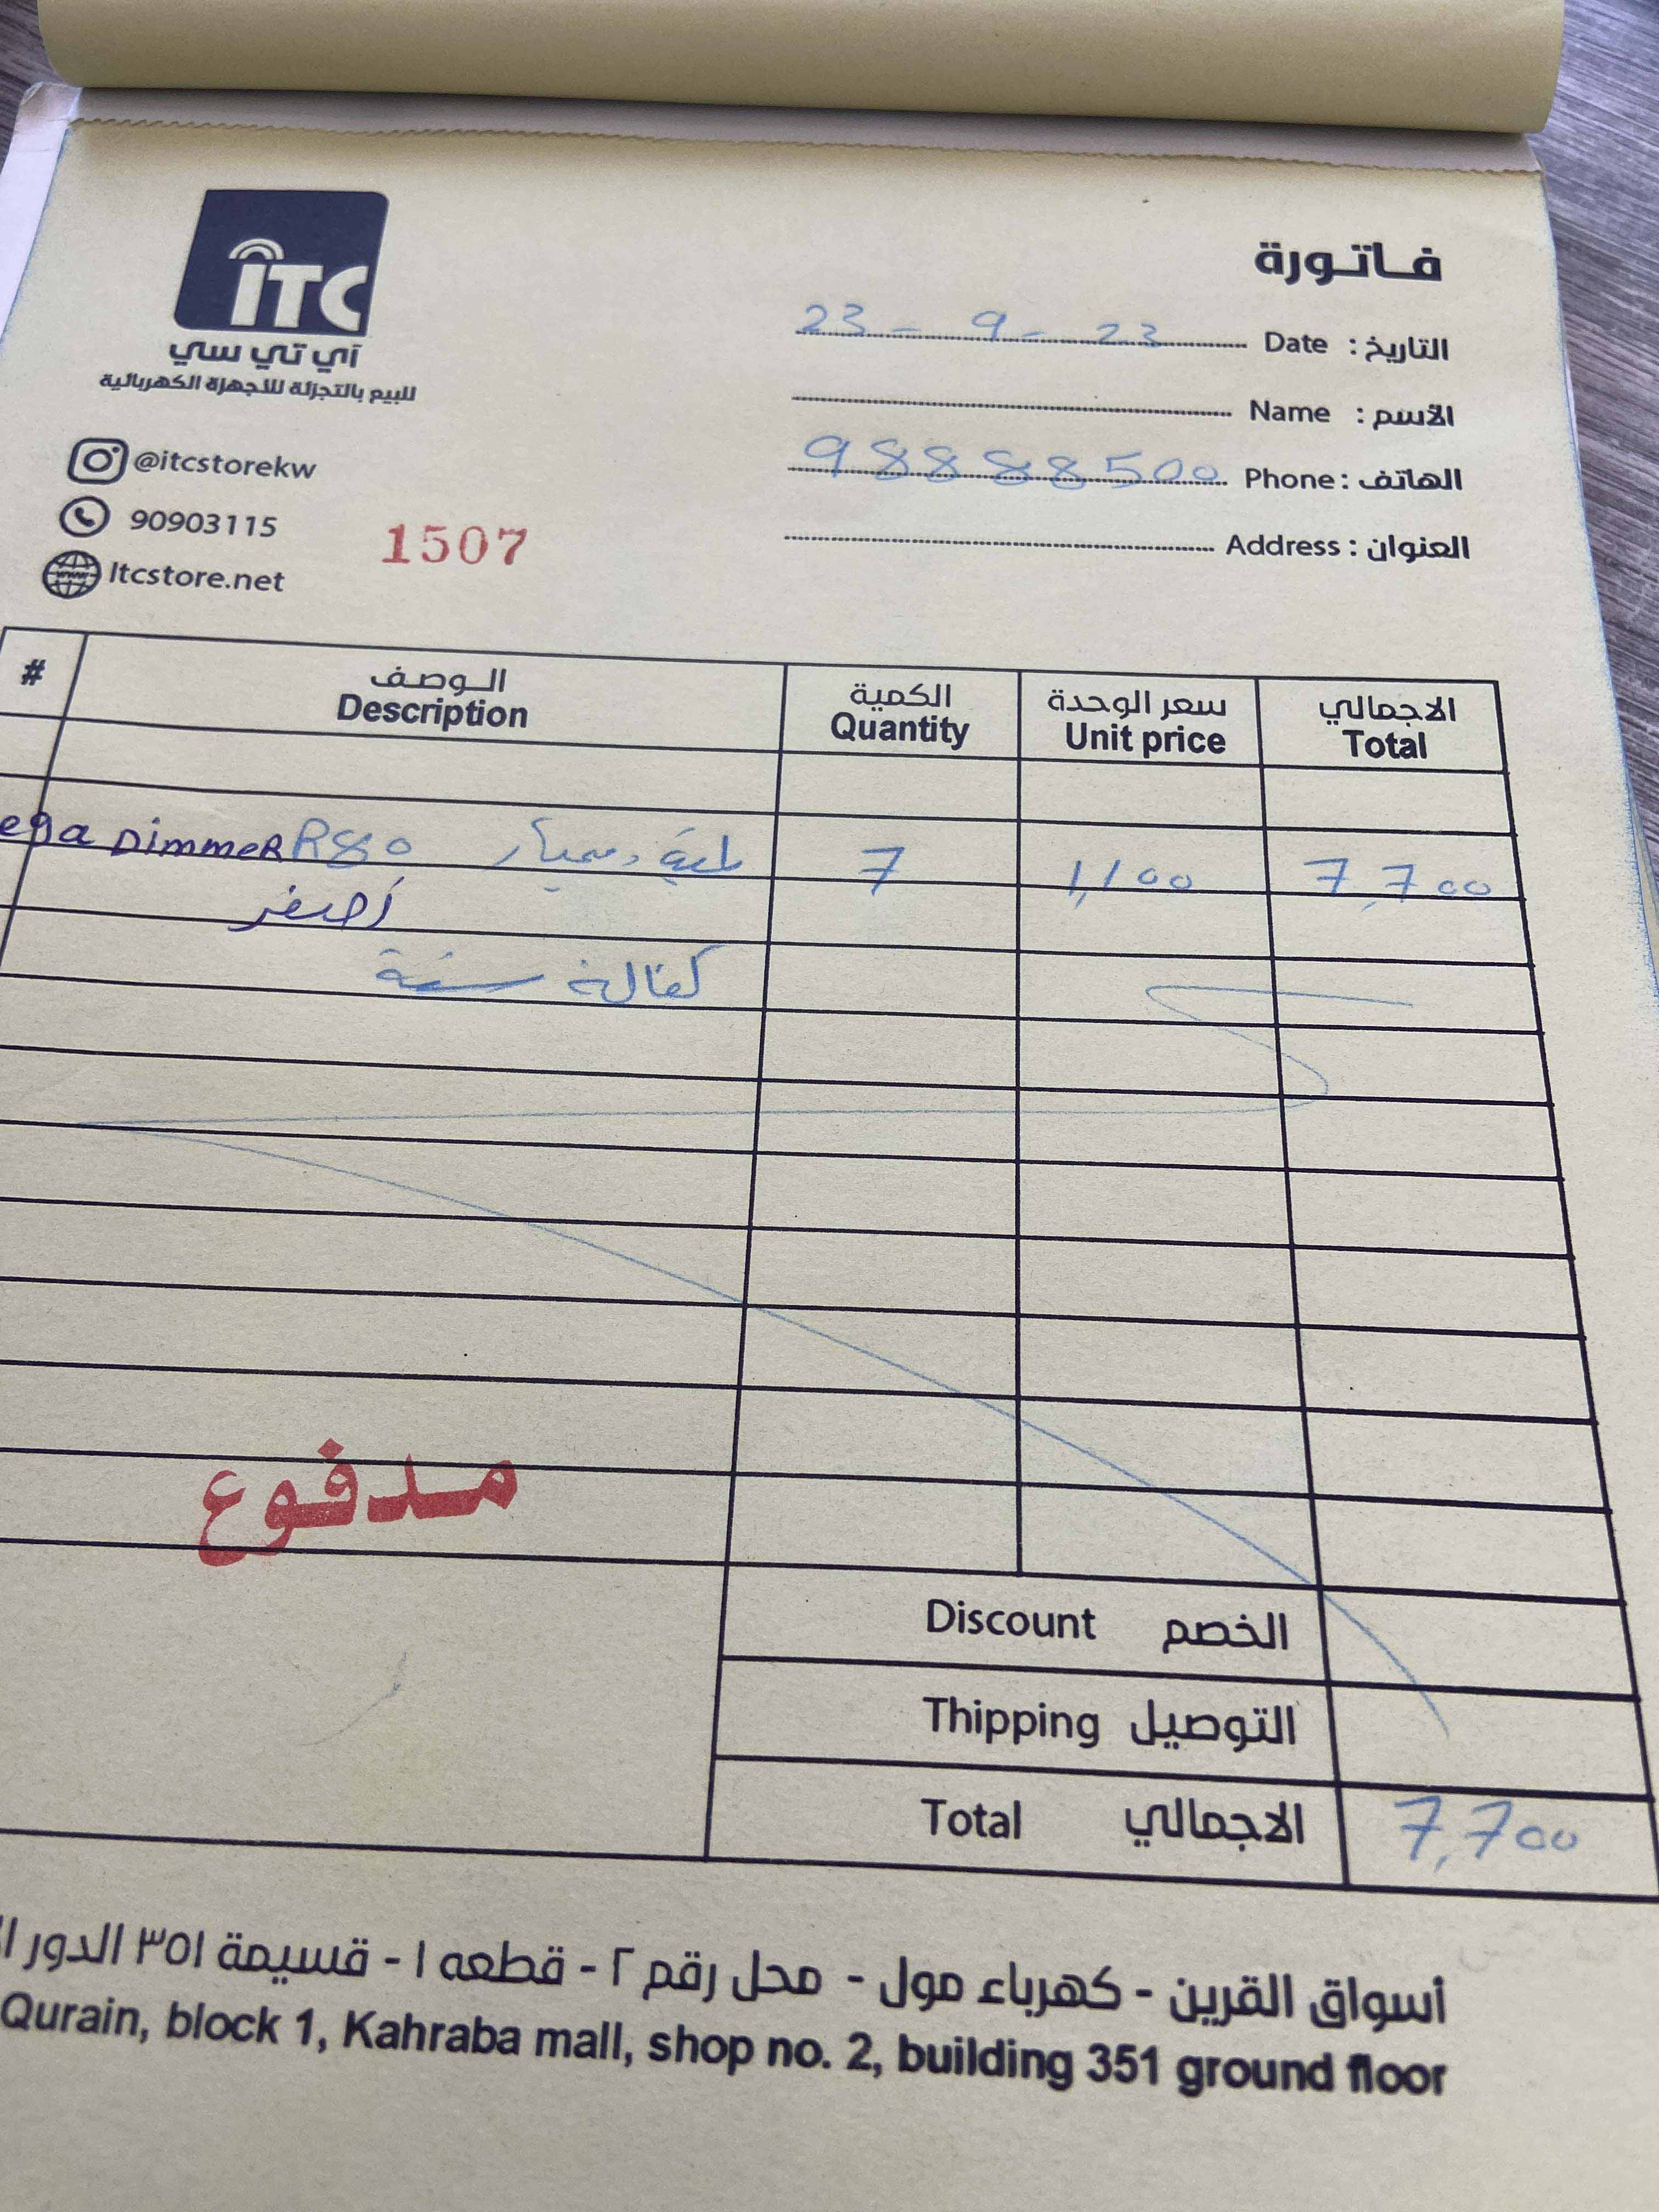 ITC
آي تي سي
للبيع بالتجزئة للأجهزة الكهربائية
@itcstorekw
90903115
Itcstore.net
1507
فاتورة
التاريخ : Date 23 - 9 - 23
الأسم : Name
الهاتف : Phone 98888500
العنوان : Address
# الوصف الكمية سعر الوحدة الاجمالي
Description Quantity Unit price Total
ega Dimmer R80 7 1,100 7,700
أصفر
كفالة سنة
مدفوع
Discount الخصم
Thipping التوصيل
Total الاجمالي 7,700
أسواق القرين - كهرباء مول - محل رقم ٢ - قطعه ١ - قسيمة ٣٥١ الدور
Qurain, block 1, Kahraba mall, shop no. 2, building 351 ground floor